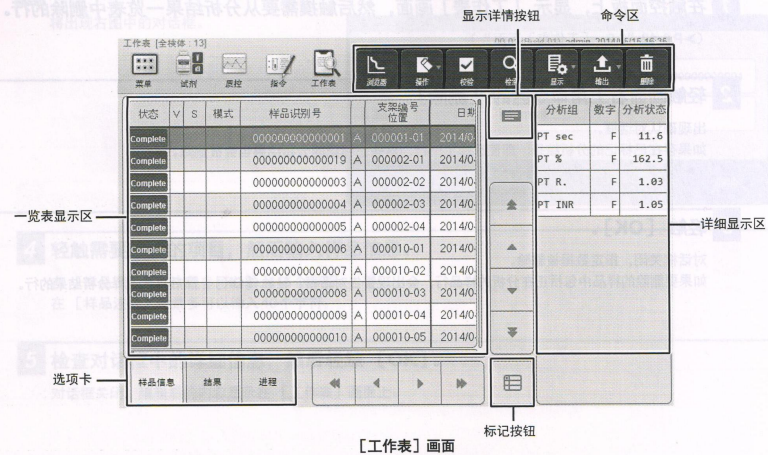 显示详情按钮 命令区
工作表 [全检体 : 13]
菜单 试剂 质控 指令 工作表 浏览器 操作 校验 检索 显示 输出 删除
状态 V S 模式 样品识别号 支架编号 位置 日期
分析组 数字 分析状态
Complete 000000000000001 A 000001-01 2014/0
PT sec F 11.6
Complete 000000000000019 A 000002-01 2014/0
PT % F 162.5
Complete 000000000000003 A 000002-02 2014/0
PT R. F 1.03
Complete 000000000000004 A 000002-03 2014/0
PT INR F 1.05
Complete 000000000000005 A 000002-04 2014/0
Complete 000000000000006 A 000010-01 2014/0
Complete 000000000000007 A 000010-02 2014/0
Complete 000000000000008 A 000010-03 2014/0
Complete 000000000000009 A 000010-04 2014/0
Complete 000000000000010 A 000010-05 2014/0
一览表显示区
详细显示区
选项卡
样品信息 结果 进程
标记按钮
[工作表] 画面